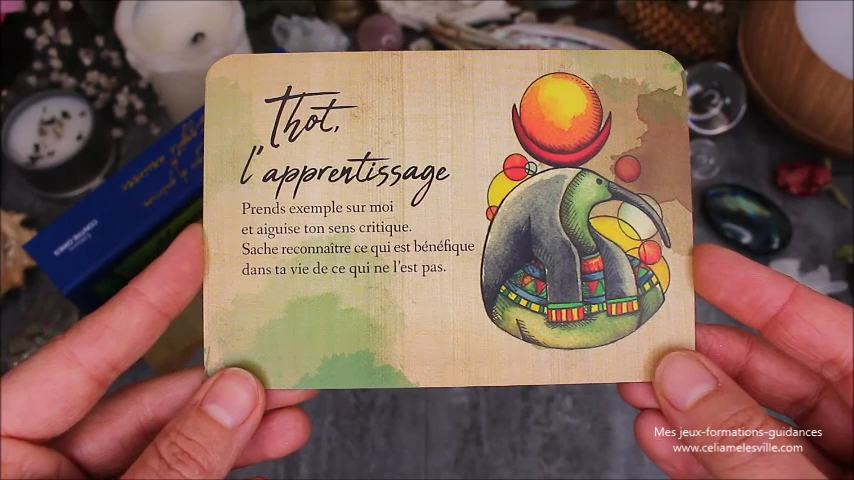 Thot,
l'apprentissage
Prends exemple sur moi
et aiguise ton sens critique.
Sache reconnaître ce qui est bénéfique
dans ta vie de ce qui ne l'est pas.
Mes jeux-formations-guidances
www.celiamelesville.com